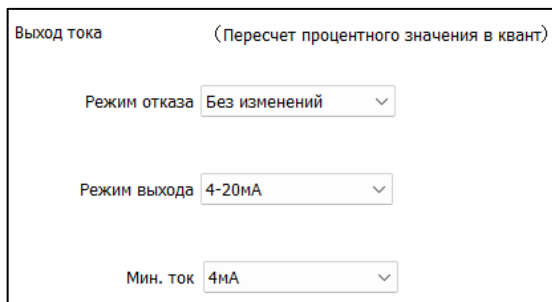 Выход тока (Пересчет процентного значения в квант)
Режим отказа Без изменений
Режим выхода 4-20мА
Мин. ток 4мА